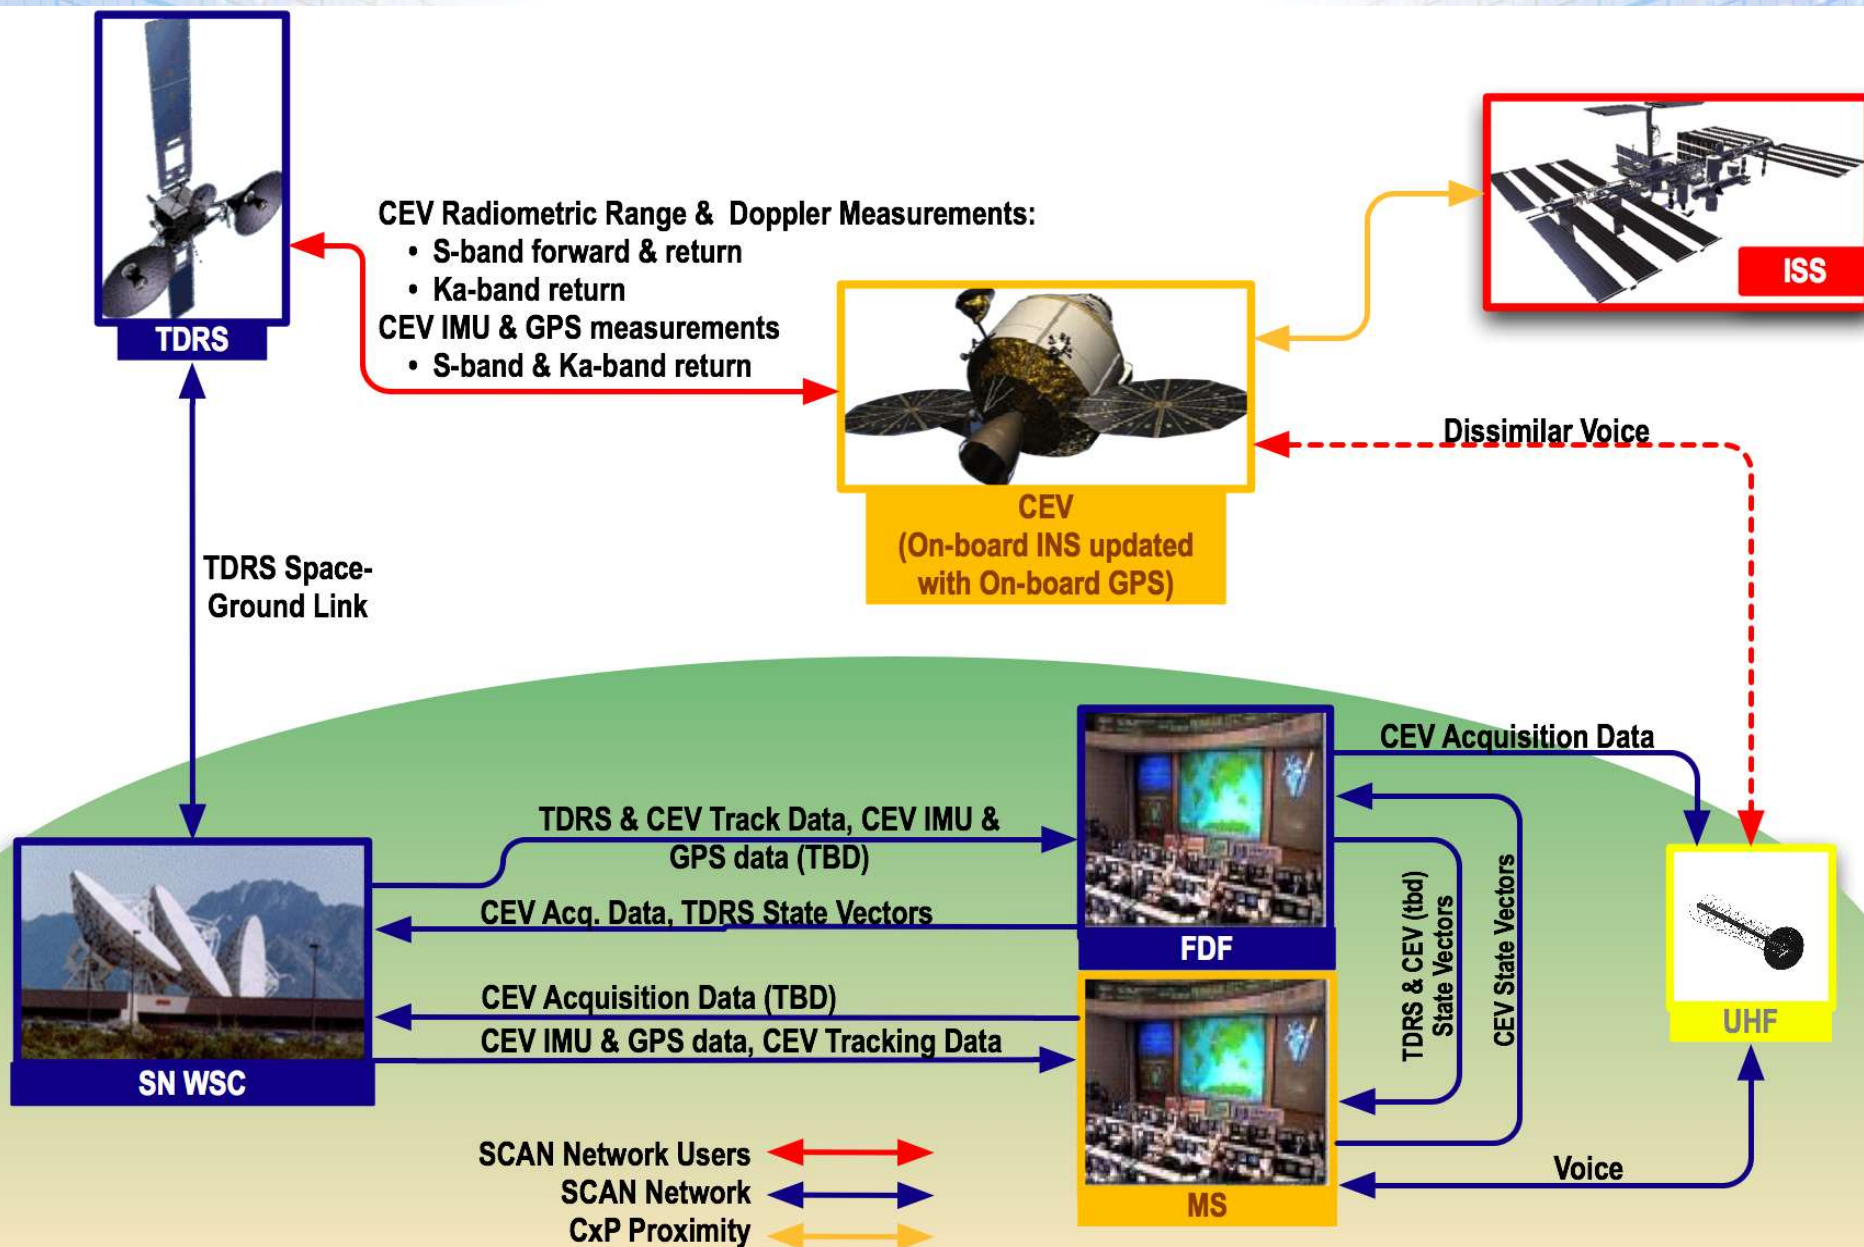 CEV Radiometric Range & Doppler Measurements:
• S-band forward & return
• Ka-band return
CEV IMU & GPS measurements
• S-band & Ka-band return
TDRS
ISS
Dissimilar Voice
CEV
(On-board INS updated
with On-board GPS)
TDRS Space-
Ground Link
CEV Acquisition Data
TDRS & CEV Track Data, CEV IMU &
GPS data (TBD)
CEV Acq. Data, TDRS State Vectors
FDF
TDRS & CEV (tbd)
State Vectors
CEV State Vectors
CEV Acquisition Data (TBD)
CEV IMU & GPS data, CEV Tracking Data
UHF
SN WSC
SCAN Network Users
SCAN Network
CxP Proximity
Voice
MS